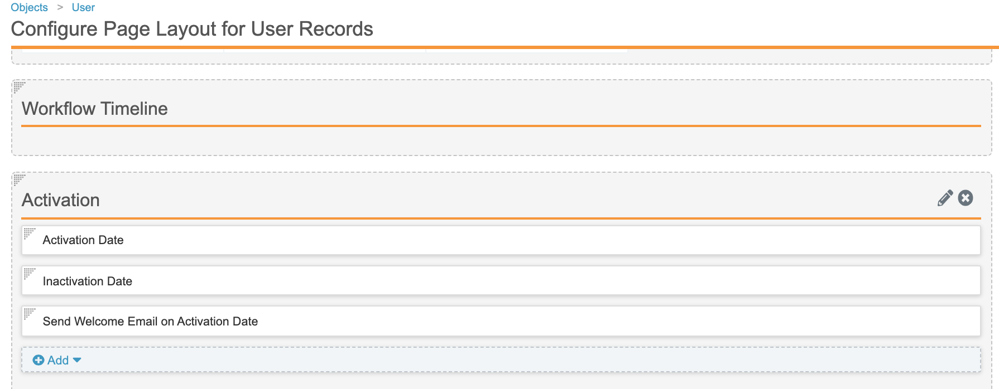 Objects > User
Configure Page Layout for User Records
Workflow Timeline
Activation
Activation Date
Inactivation Date
Send Welcome Email on Activation Date
Add